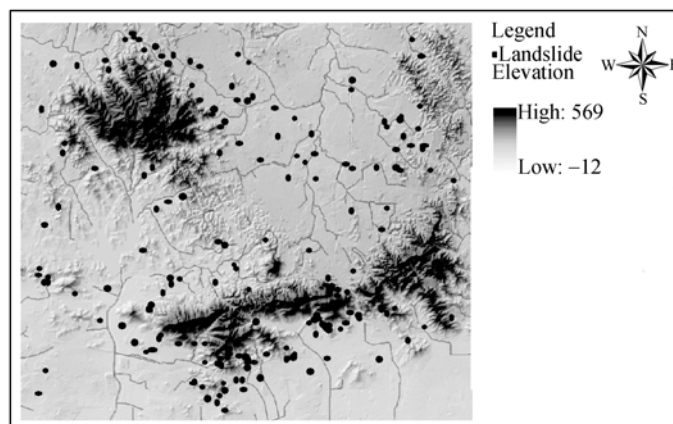 Legend
Landslide
Elevation
High: 569
Low: −12
N
W
E
S